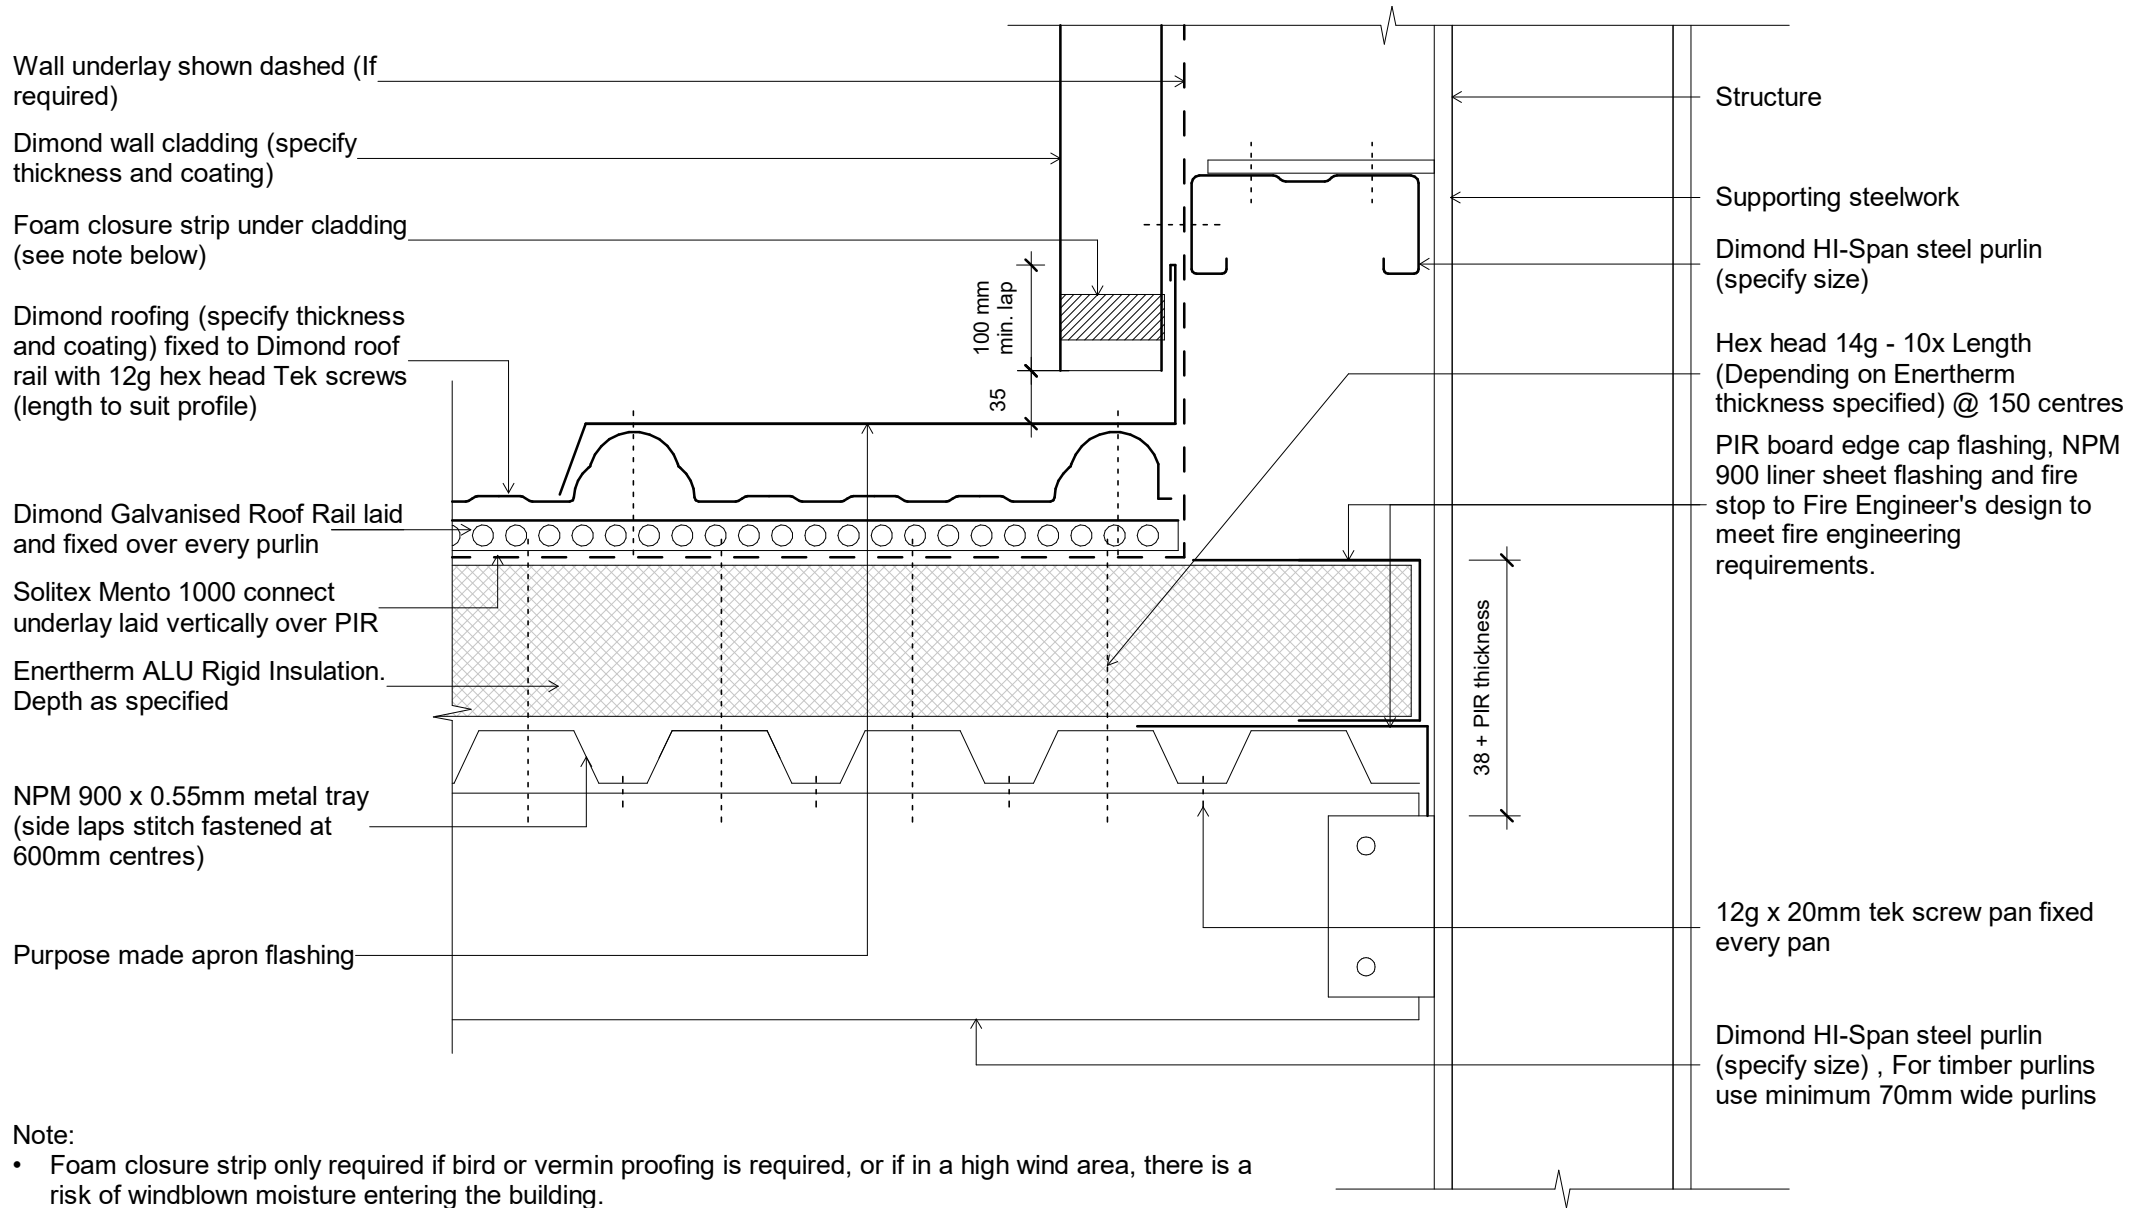 Wall underlay shown dashed (If
required)
Dimond wall cladding (specify
thickness and coating)
Foam closure strip under cladding
(see note below)
Dimond roofing (specify thickness
and coating) fixed to Dimond roof
rail with 12g hex head Tek screws
(length to suit profile)
Dimond Galvanised Roof Rail laid
and fixed over every purlin
Solitex Mento 1000 connect
underlay laid vertically over PIR
Enertherm ALU Rigid Insulation.
Depth as specified
NPM 900 x 0.55mm metal tray
(side laps stitch fastened at
600mm centres)
Purpose made apron flashing
100 mm
min. lap
35
38 + PIR thickness
Structure
Supporting steelwork
Dimond HI-Span steel purlin
(specify size)
Hex head 14g - 10x Length
(Depending on Enertherm
thickness specified) @ 150 centres
PIR board edge cap flashing, NPM
900 liner sheet flashing and fire
stop to Fire Engineer's design to
meet fire engineering
requirements.
12g x 20mm tek screw pan fixed
every pan
Dimond HI-Span steel purlin
(specify size) , For timber purlins
use minimum 70mm wide purlins
Note:
• Foam closure strip only required if bird or vermin proofing is required, or if in a high wind area, there is a
risk of windblown moisture entering the building.